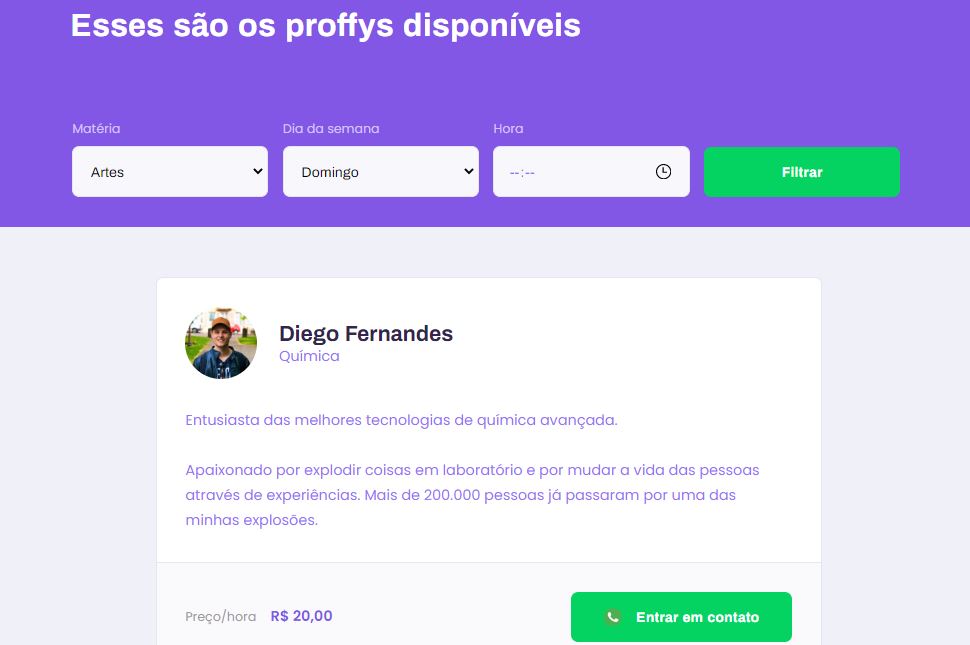 Esses são os proffys disponíveis
Matéria
Dia da semana
Hora
Artes
Domingo
--:--
Filtrar
Diego Fernandes
Química
Entusiasta das melhores tecnologias de química avançada.
Apaixonado por explodir coisas em laboratório e por mudar a vida das pessoas
através de experiências. Mais de 200.000 pessoas já passaram por uma das
minhas explosões.
Preço/hora R$ 20,00
Entrar em contato